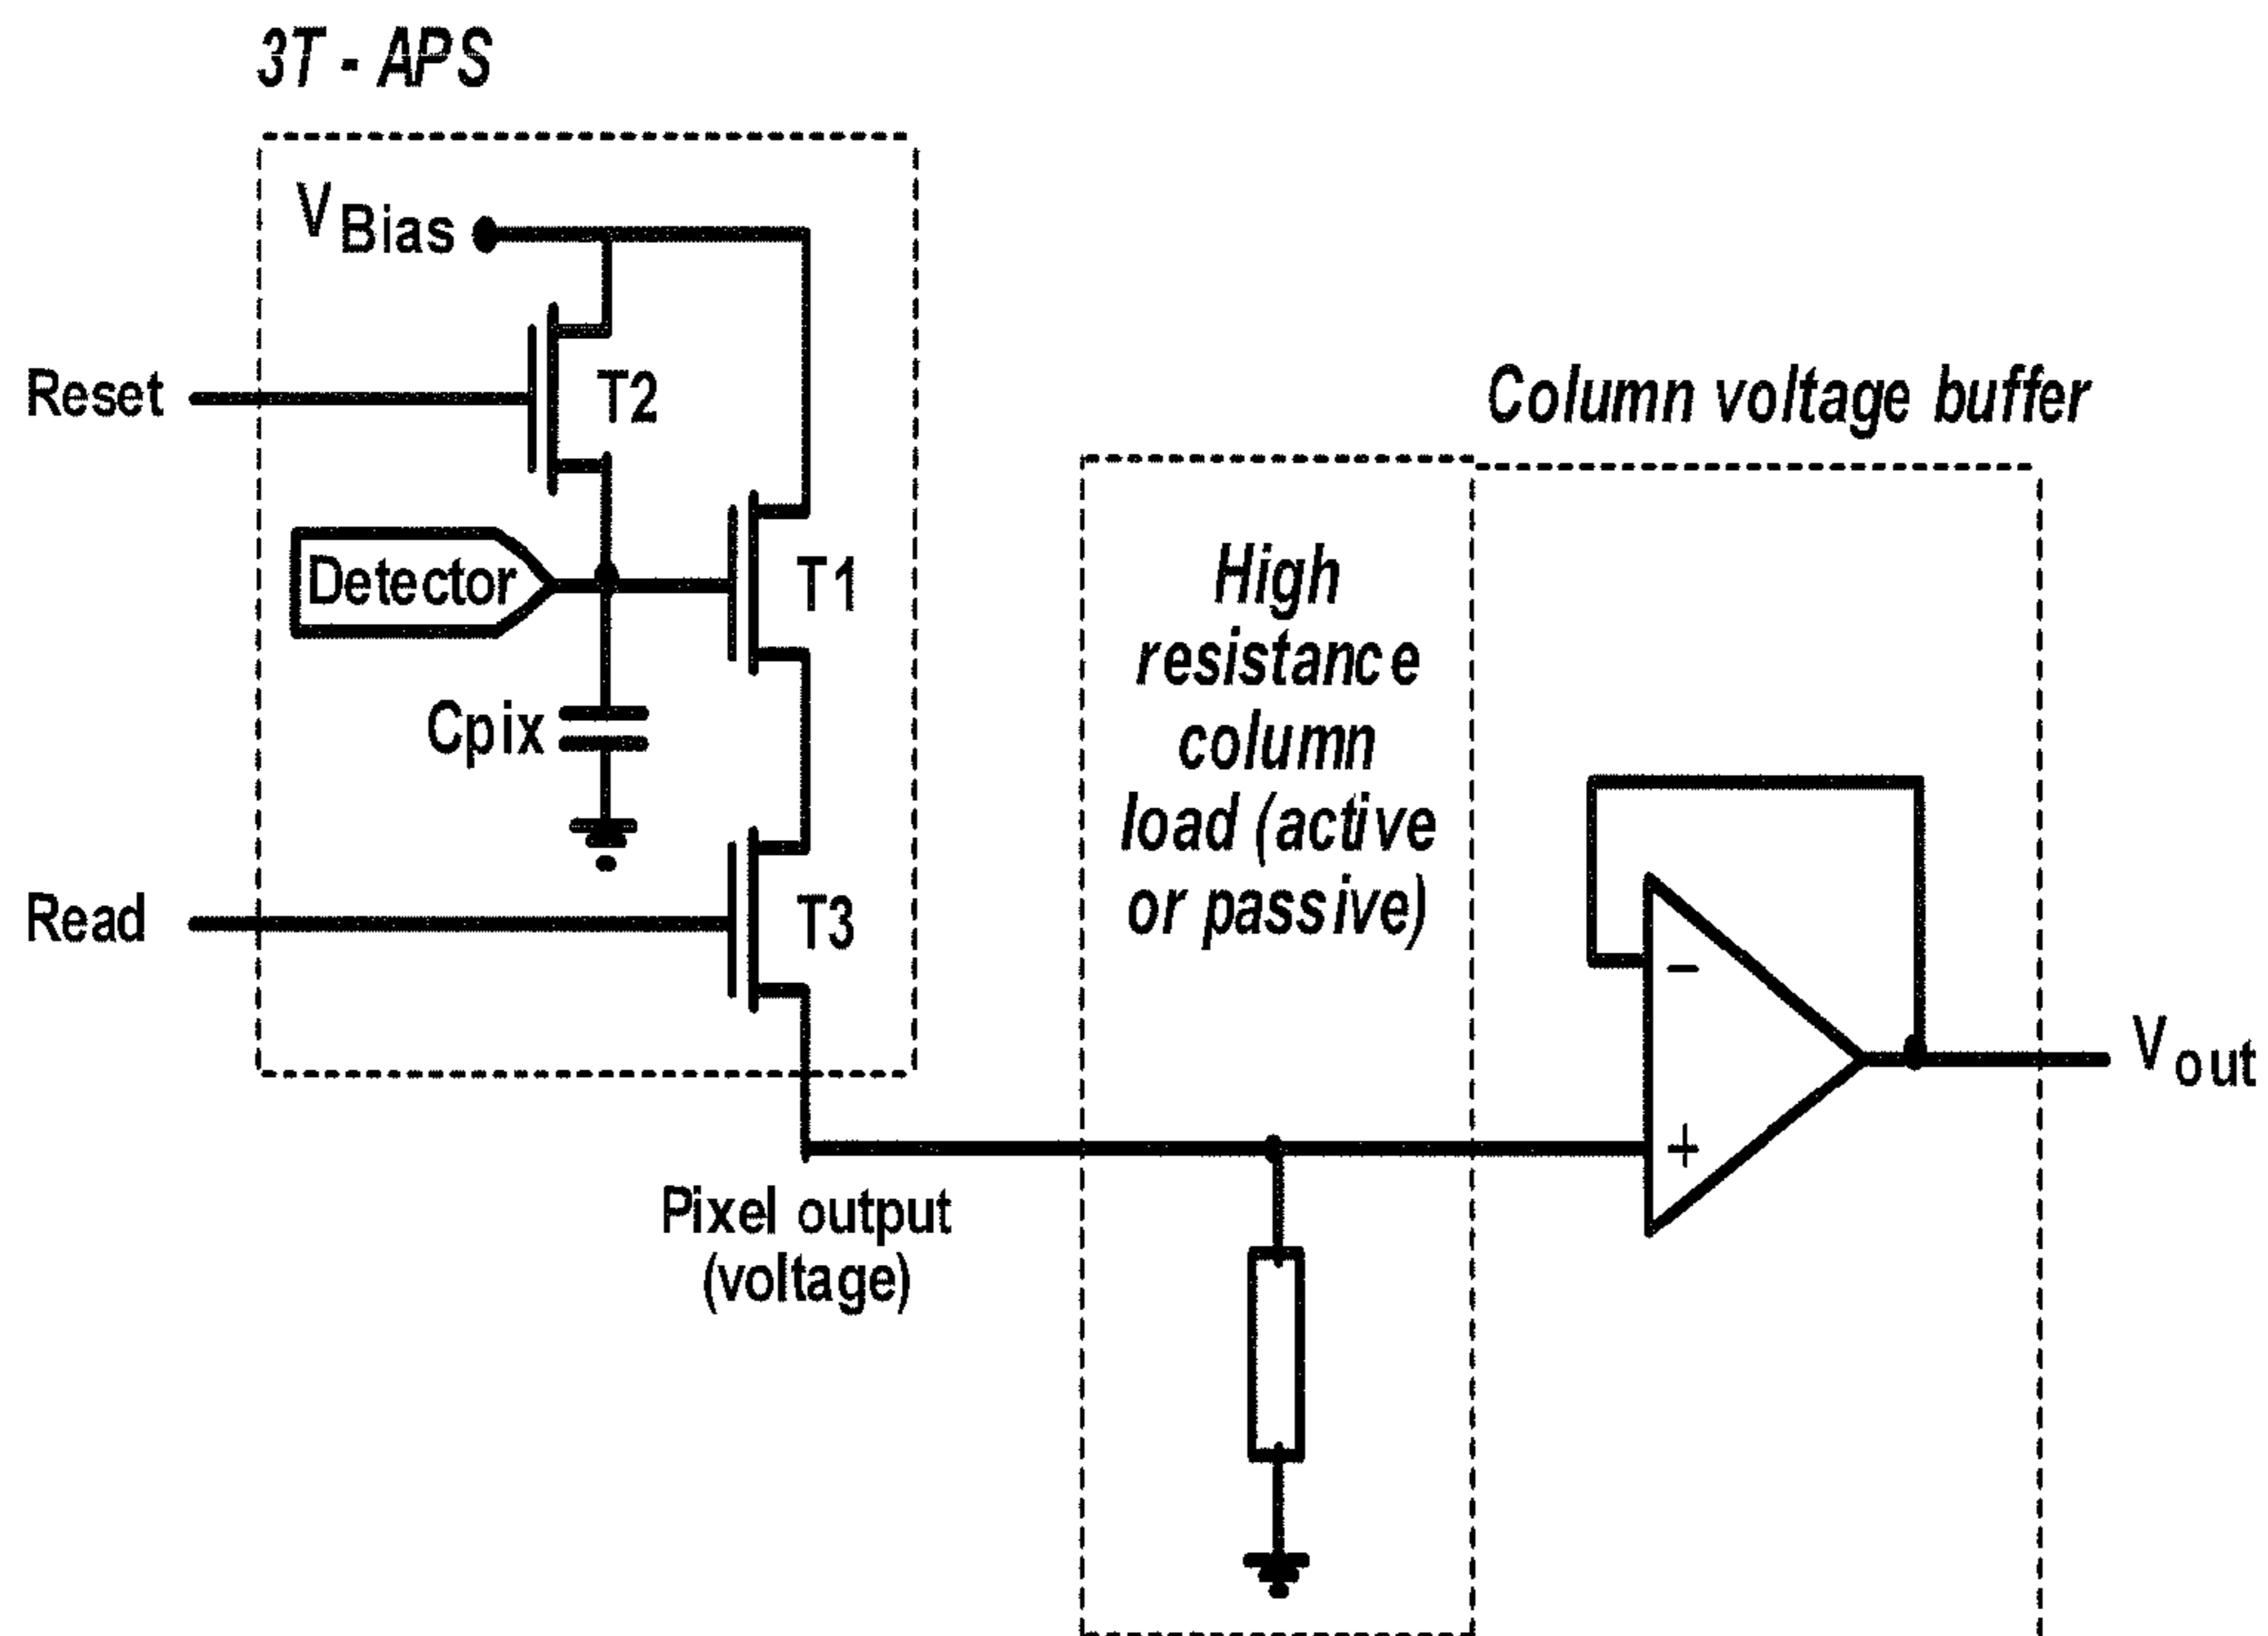 3T - APS
VBias
Reset
T2
Column voltage buffer
Detector
T1
High
resistance
column
load (active
or passive)
Cpix
Read
T3
-
+
Vout
Pixel output
(voltage)